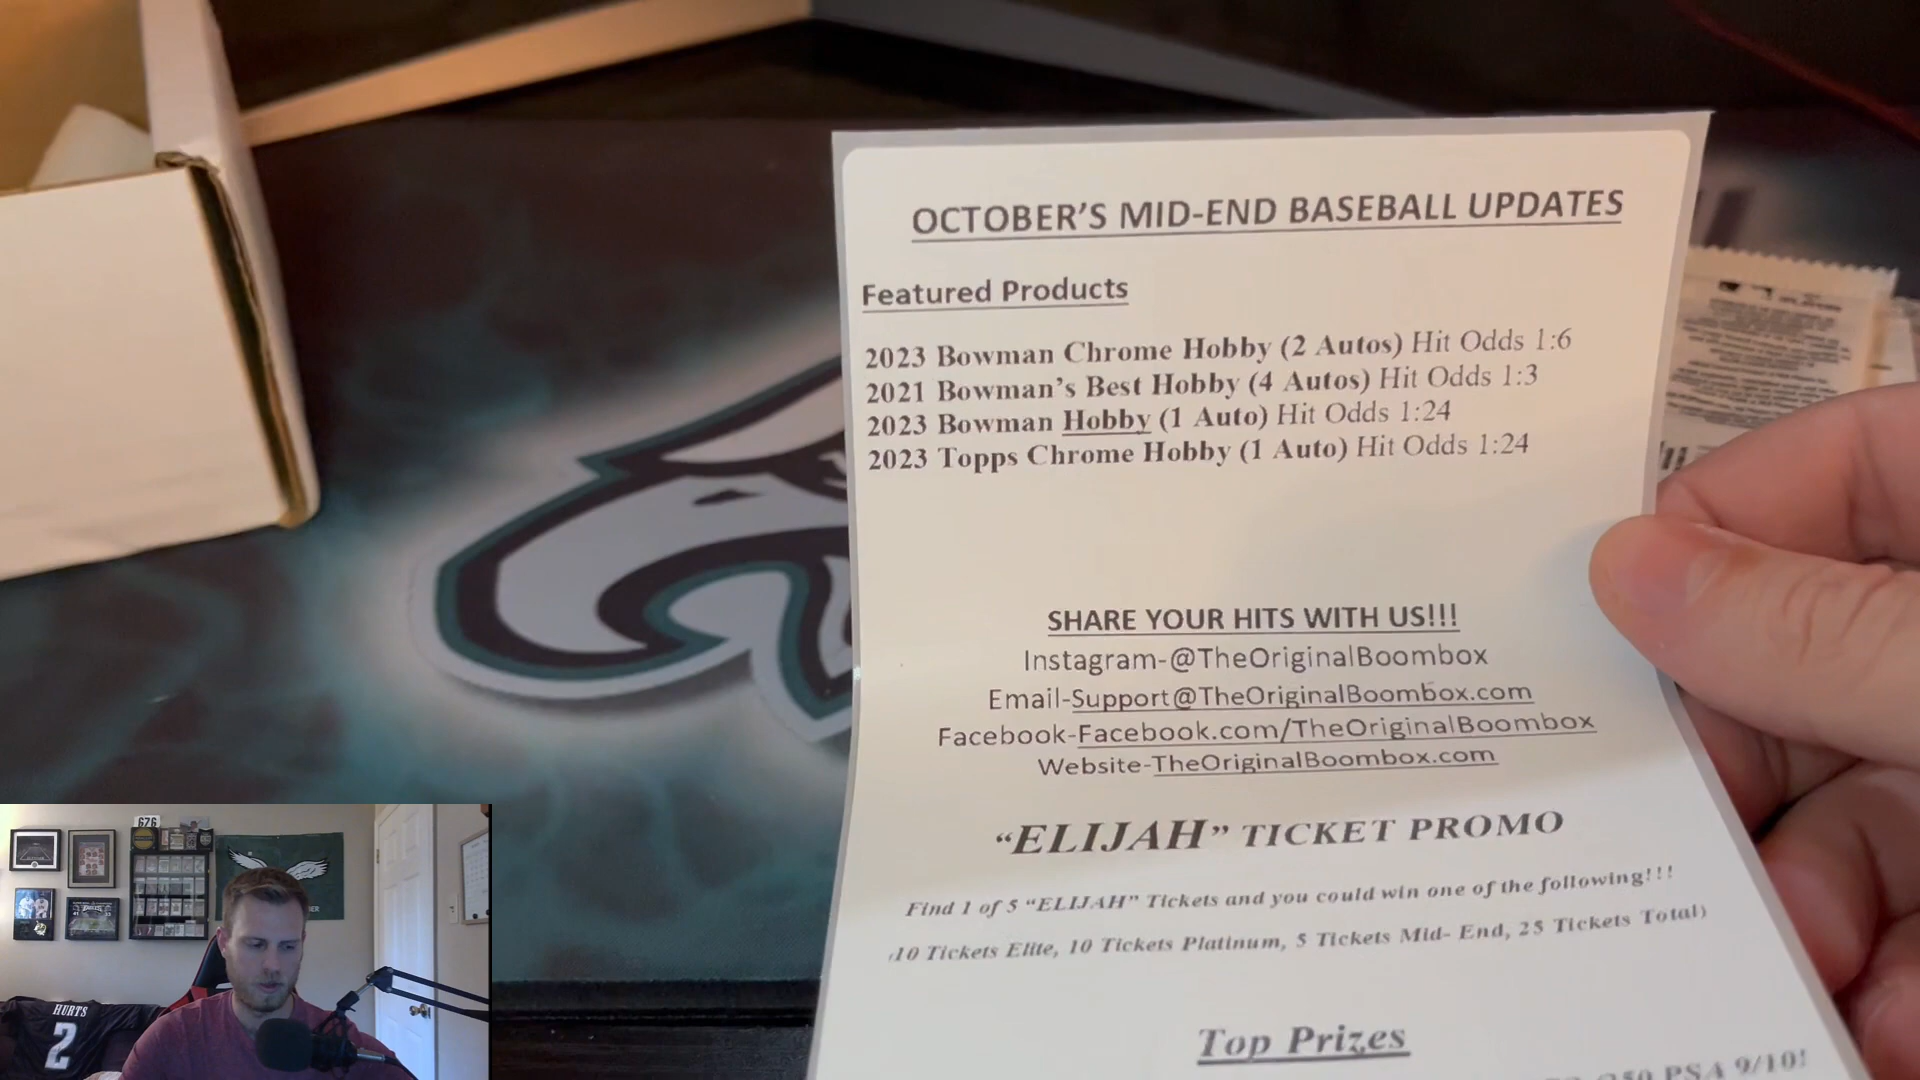 OCTOBER'S MID-END BASEBALL UPDATES
Featured Products
2023 Bowman Chrome Hobby (2 Autos) Hit Odds 1:6
2021 Bowman's Best Hobby (4 Autos) Hit Odds 1:3
2023 Bowman Hobby (1 Auto) Hit Odds 1:24
2023 Topps Chrome Hobby (1 Auto) Hit Odds 1:24
SHARE YOUR HITS WITH US!!!
Instagram-@TheOriginalBoombox
Email-Support@TheOriginalBoombox.com
Facebook-Facebook.com/TheOriginalBoombox
Website-TheOriginalBoombox.com
"ELIJAH" TICKET PROMO
Find 1 of 5 "ELIJAH" Tickets and you could win one of the following!!!
(10 Tickets Elite, 10 Tickets Platinum, 5 Tickets Mid- End, 25 Tickets Total)
Top Prizes
PSA 9/10!
676
HURTS
2